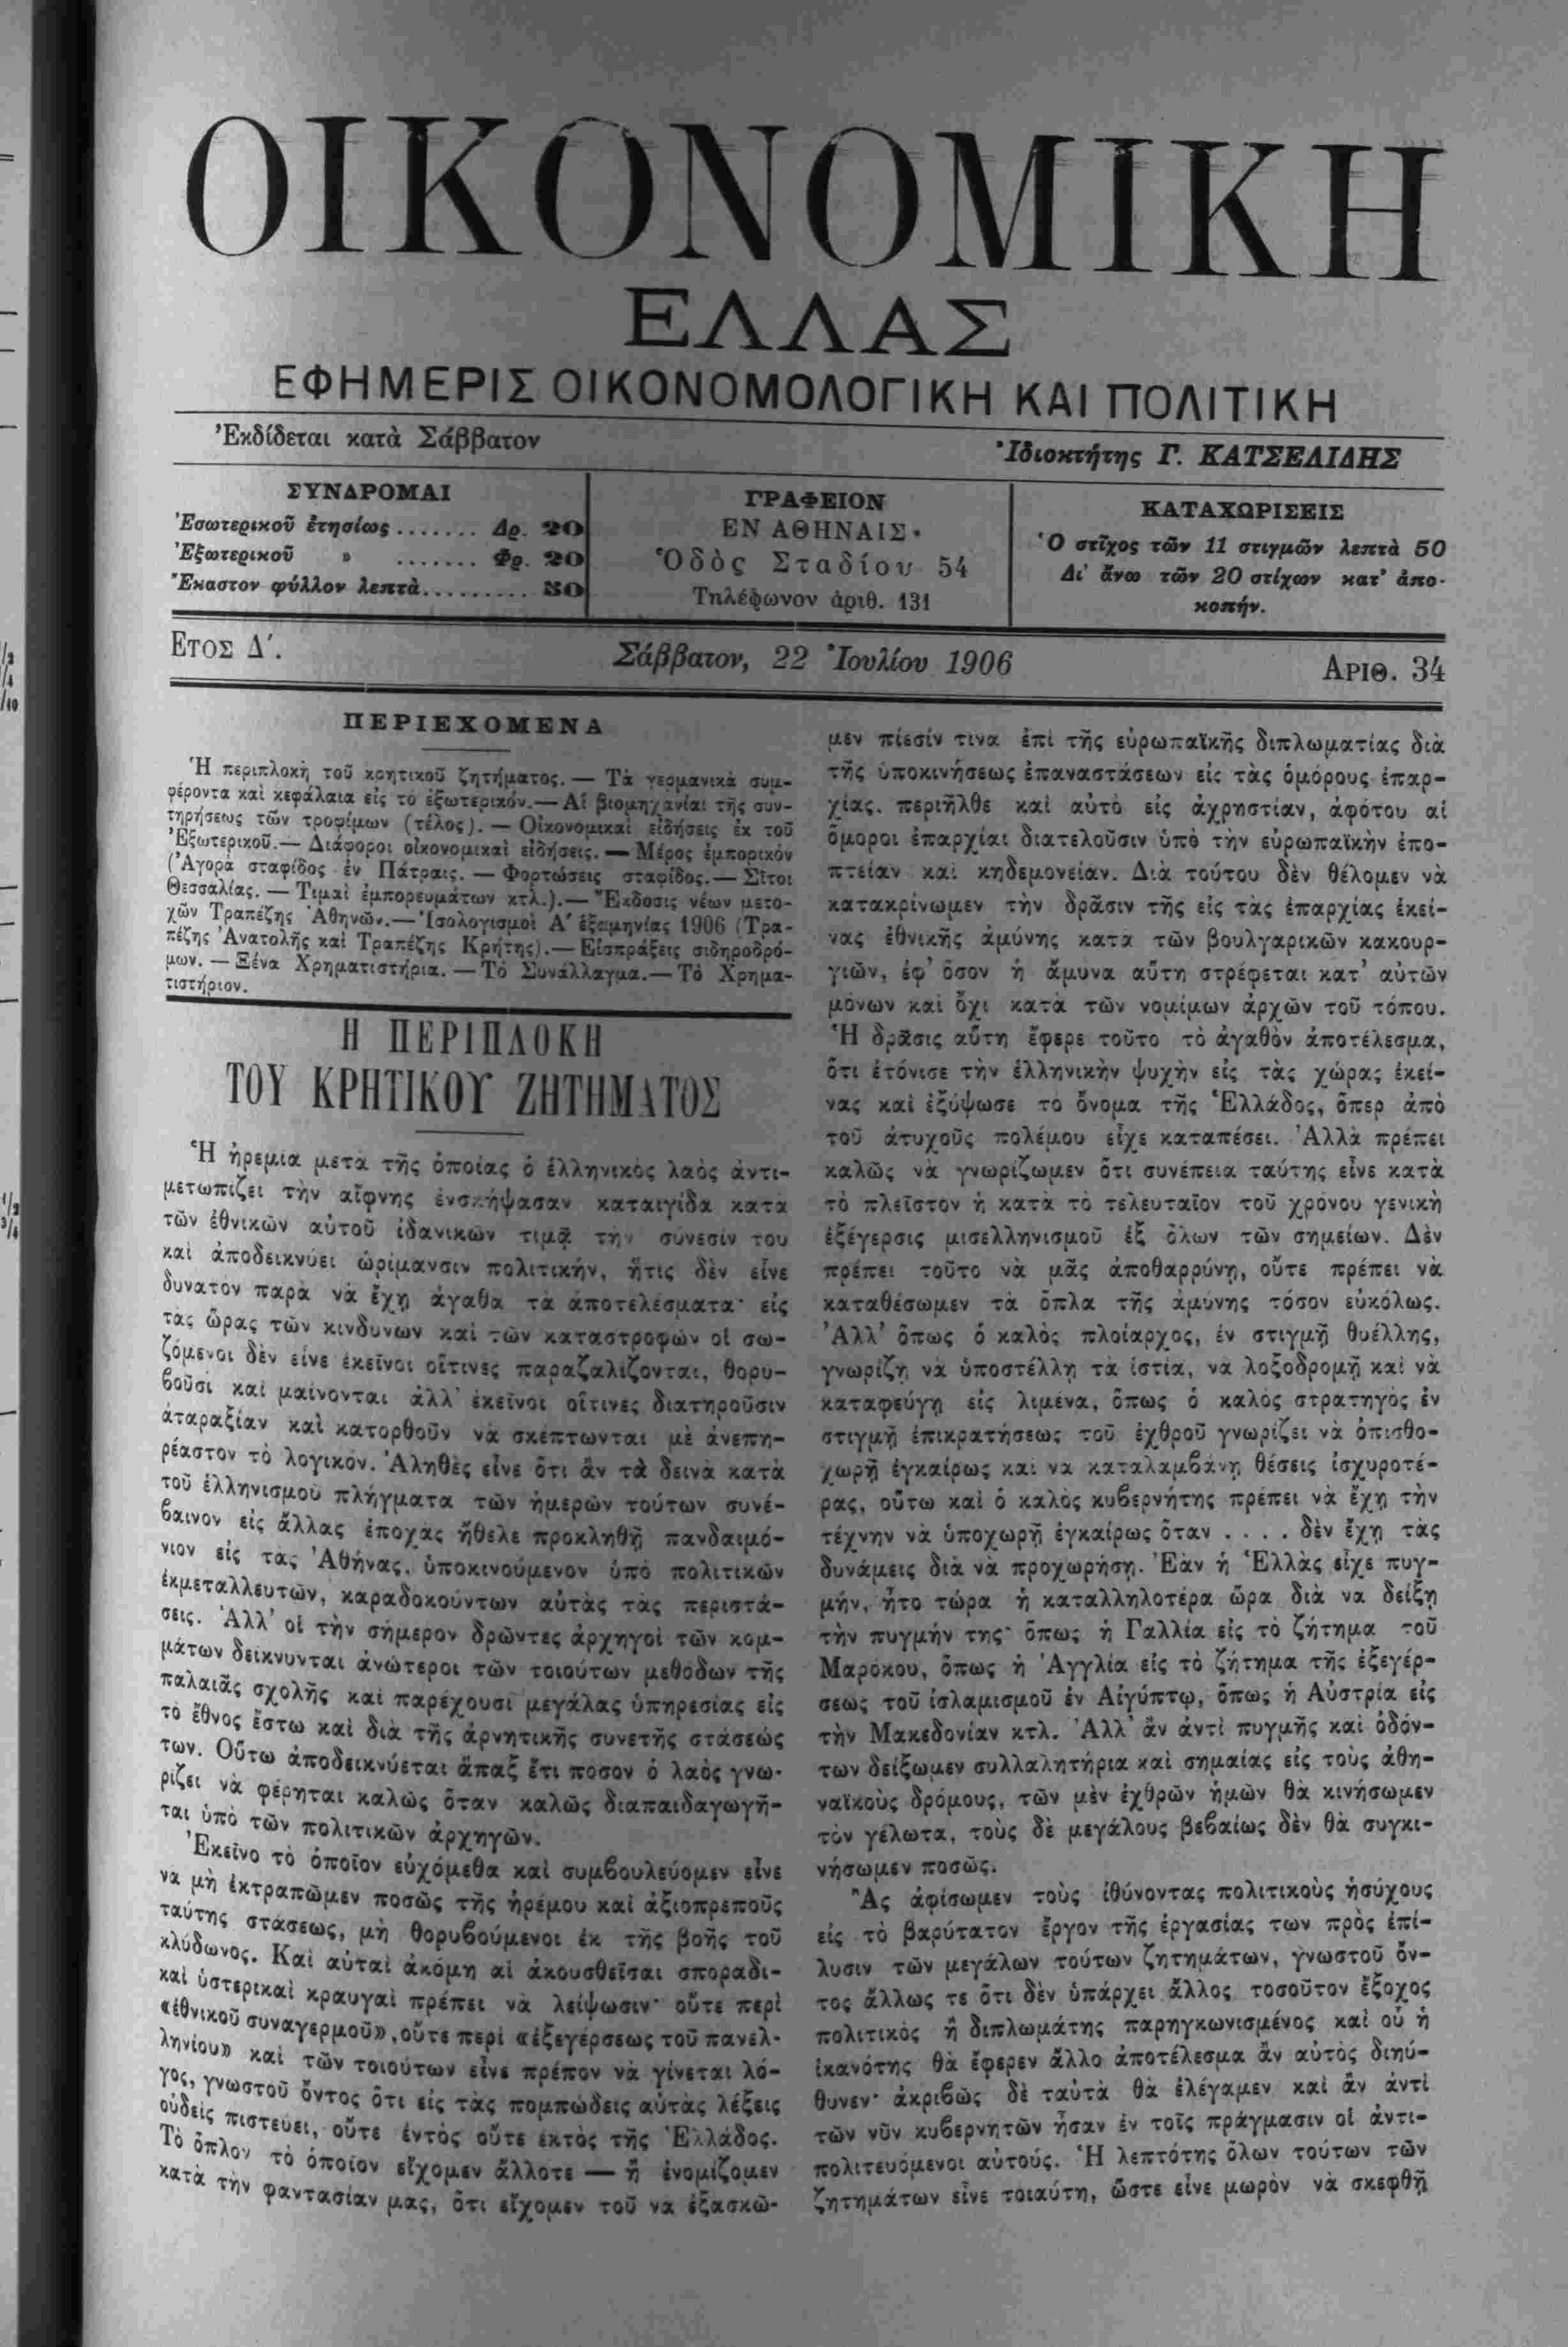 ΟΙΚΟΝΟΜΙΚΗ
ΕΛΛΑΣ
ΕΦΗΜΕΡΙΣ ΟΙΚΟΝΟΜΟΛΟΓΙΚΗ ΚΑΙ ΠΟΛΙΤΙΚΗ
Ἐκδίδεται κατὰ Σάββατον
Ἰδιοκτήτης Γ. ΚΑΤΣΕΛΙΔΗΣ
ΣΥΝΔΡΟΜΑΙ
Ἐσωτερικοῦ ἐτησίως ....... Δρ. 20
Ἐξωτερικοῦ » ....... Φρ. 20
Ἕκαστον φύλλον λεπτὰ.......... 50
ΓΡΑΦΕΙΟΝ
ΕΝ ΑΘΗΝΑΙΣ·
Ὁδὸς Σταδίου 54
Τηλέφωνον ἀριθ. 131
ΚΑΤΑΧΩΡΙΣΕΙΣ
Ὁ στῖχος τῶν 11 στιγμῶν λεπτὰ 50
Δι' ἄνω τῶν 20 στίχων κατ' ἀπο-
κοπήν.
ΕΤΟΣ Δ΄.
Σάββατον, 22 Ἰουλίου 1906
ΑΡΙΘ. 34
ΠΕΡΙΕΧΟΜΕΝΑ
Ἡ περιπλοκὴ τοῦ κρητικοῦ ζητήματος. — Τὰ γερμανικὰ συμ-
φέροντα καὶ κεφάλαια εἰς τὸ ἐξωτερικόν.— Αἱ βιομηχανίαι τῆς συν-
τηρήσεως τῶν τροφίμων (τέλος). — Οἰκονομικαὶ εἰδήσεις ἐκ τοῦ
Ἐξωτερικοῦ.— Διάφοροι οἰκονομικαὶ εἰδήσεις. — Μέρος ἐμπορικὸν
(Ἀγορὰ σταφίδος ἐν Πάτραις. — Φορτώσεις σταφίδος.— Σῖτοι
Θεσσαλίας. — Τιμαὶ ἐμπορευμάτων κτλ.).— Ἔκδοσις νέων μετο-
χῶν Τραπέζης Ἀθηνῶν.—Ἰσολογισμοὶ Α΄ ἑξαμηνίας 1906 (Τρα-
πέζης Ἀνατολῆς καὶ Τραπέζης Κρήτης).— Εἰσπράξεις σιδηροδρό-
μων. — Ξένα Χρηματιστήρια. — Τὸ Συνάλλαγμα.— Τὸ Χρημα-
τιστήριον.
Η ΠΕΡΙΠΛΟΚΗ
ΤΟΥ ΚΡΗΤΙΚΟΥ ΖΗΤΗΜΑΤΟΣ
Ἡ ἠρεμία μετὰ τῆς ὁποίας ὁ ἑλληνικὸς λαὸς ἀντι-
μετωπίζει τὴν αἴφνης ἐνσκήψασαν καταιγίδα κατὰ
τῶν ἐθνικῶν αὐτοῦ ἰδανικῶν τιμᾷ τὴν σύνεσίν του
καὶ ἀποδεικνύει ὡρίμανσιν πολιτικήν, ἥτις δὲν εἶνε
δυνατὸν παρὰ νὰ ἔχῃ ἀγαθὰ τὰ ἀποτελέσματα· εἰς
τὰς ὥρας τῶν κινδύνων καὶ τῶν καταστροφῶν οἱ σω-
ζόμενοι δὲν εἶνε ἐκεῖνοι οἵτινες παραζαλίζονται, θορυ-
βοῦσι καὶ μαίνονται ἀλλ' ἐκεῖνοι οἵτινες διατηροῦσιν
ἀταραξίαν καὶ κατορθοῦν νὰ σκέπτωνται μὲ ἀνεπη-
ρέαστον τὸ λογικόν. Ἀληθὲς εἶνε ὅτι ἂν τὰ δεινὰ κατὰ
τοῦ ἑλληνισμοῦ πλήγματα τῶν ἡμερῶν τούτων συνέ-
βαινον εἰς ἄλλας ἐποχὰς ἤθελε προκληθῆ πανδαιμό-
νιον εἰς τὰς Ἀθήνας, ὑποκινούμενον ὑπὸ πολιτικῶν
ἐκμεταλλευτῶν, καραδοκούντων αὐτὰς τὰς περιστά-
σεις. Ἀλλ' οἱ τὴν σήμερον δρῶντες ἀρχηγοὶ τῶν κομ-
μάτων δείκνυνται ἀνώτεροι τῶν τοιούτων μεθόδων τῆς
παλαιᾶς σχολῆς καὶ παρέχουσι μεγάλας ὑπηρεσίας εἰς
τὸ ἔθνος ἔστω καὶ διὰ τῆς ἀρνητικῆς συνετῆς στάσεώς
των. Οὕτω ἀποδεικνύεται ἅπαξ ἔτι ποσον ὁ λαὸς γνω-
ρίζει νὰ φέρηται καλῶς ὅταν καλῶς διαπαιδαγωγῆ-
ται ὑπὸ τῶν πολιτικῶν ἀρχηγῶν.
Ἐκεῖνο τὸ ὁποῖον εὐχόμεθα καὶ συμβουλεύομεν εἶνε
νὰ μὴ ἐκτραπῶμεν ποσῶς τῆς ἠρέμου καὶ ἀξιοπρεποῦς
ταύτης στάσεως, μὴ θορυβούμενοι ἐκ τῆς βοῆς τοῦ
κλύδωνος. Καὶ αὐταὶ ἀκόμη αἱ ἀκουσθεῖσαι σποραδι-
καὶ ὑστερικαὶ κραυγαὶ πρέπει νὰ λείψωσιν· οὔτε περὶ
«ἐθνικοῦ συναγερμοῦ», οὔτε περὶ «ἐξεγέρσεως τοῦ πανελ-
ληνίου» καὶ τῶν τοιούτων εἶνε πρέπον νὰ γίνεται λό-
γος, γνωστοῦ ὄντος ὅτι εἰς τὰς πομπώδεις αὐτὰς λέξεις
οὐδεὶς πιστεύει, οὔτε ἐντὸς οὔτε ἐκτὸς τῆς Ἑλλάδος.
Τὸ ὅπλον τὸ ὁποῖον εἴχομεν ἄλλοτε — ἢ ἐνομίζομεν
κατὰ τὴν φαντασίαν μας, ὅτι εἴχομεν τοῦ νὰ ἐξασκῶ-
μεν πίεσίν τινα ἐπὶ τῆς εὐρωπαϊκῆς διπλωματίας διὰ
τῆς ὑποκινήσεως ἐπαναστάσεων εἰς τὰς ὁμόρους ἐπαρ-
χίας, περιῆλθε καὶ αὐτὸ εἰς ἀχρηστίαν, ἀφότου αἱ
ὅμοροι ἐπαρχίαι διατελοῦσιν ὑπὸ τὴν εὐρωπαϊκὴν ἐπο-
πτείαν καὶ κηδεμονείαν. Διὰ τούτου δὲν θέλομεν νὰ
κατακρίνωμεν τὴν δρᾶσιν τῆς εἰς τὰς ἐπαρχίας ἐκεί-
νας ἐθνικῆς ἀμύνης κατὰ τῶν βουλγαρικῶν κακουρ-
γιῶν, ἐφ' ὅσον ἡ ἄμυνα αὕτη στρέφεται κατ' αὐτῶν
μόνων καὶ ὄχι κατὰ τῶν νομίμων ἀρχῶν τοῦ τόπου.
Ἡ δρᾶσις αὕτη ἔφερε τοῦτο τὸ ἀγαθὸν ἀποτέλεσμα,
ὅτι ἐτόνισε τὴν ἑλληνικὴν ψυχὴν εἰς τὰς χώρας ἐκεί-
νας καὶ ἐξύψωσε τὸ ὄνομα τῆς Ἑλλάδος, ὅπερ ἀπὸ
τοῦ ἀτυχοῦς πολέμου εἶχε καταπέσει. Ἀλλὰ πρέπει
καλῶς νὰ γνωρίζωμεν ὅτι συνέπεια ταύτης εἶνε κατὰ
τὸ πλεῖστον ἡ κατὰ τὸ τελευταῖον τοῦ χρόνου γενικὴ
ἐξέγερσις μισελληνισμοῦ ἐξ ὅλων τῶν σημείων. Δὲν
πρέπει τοῦτο νὰ μᾶς ἀποθαρρύνῃ, οὔτε πρέπει νὰ
καταθέσωμεν τὰ ὅπλα τῆς ἀμύνης τόσον εὐκόλως.
Ἀλλ' ὅπως ὁ καλὸς πλοίαρχος, ἐν στιγμῇ θυέλλης,
γνωρίζῃ νὰ ὑποστέλλῃ τὰ ἱστία, νὰ λοξοδρομῇ καὶ νὰ
καταφεύγῃ εἰς λιμένα, ὅπως ὁ καλὸς στρατηγὸς ἐν
στιγμῇ ἐπικρατήσεως τοῦ ἐχθροῦ γνωρίζει νὰ ὀπισθο-
χωρῇ ἐγκαίρως καὶ νὰ καταλαμβάνῃ θέσεις ἰσχυροτέ-
ρας, οὕτω καὶ ὁ καλὸς κυβερνήτης πρέπει νὰ ἔχῃ τὴν
τέχνην νὰ ὑποχωρῇ ἐγκαίρως ὅταν .... δὲν ἔχῃ τὰς
δυνάμεις διὰ νὰ προχωρήσῃ. Ἐὰν ἡ Ἑλλὰς εἶχε πυγ-
μήν, ἦτο τώρα ἡ καταλληλοτέρα ὥρα διὰ να δείξῃ
τὴν πυγμήν της· ὅπως ἡ Γαλλία εἰς τὸ ζήτημα τοῦ
Μαρόκου, ὅπως ἡ Ἀγγλία εἰς τὸ ζήτημα τῆς ἐξεγέρ-
σεως τοῦ ἰσλαμισμοῦ ἐν Αἰγύπτῳ, ὅπως ἡ Αὐστρία εἰς
τὴν Μακεδονίαν κτλ. Ἀλλ' ἂν ἀντὶ πυγμῆς καὶ ὀδόν-
των δείξωμεν συλλαλητήρια καὶ σημαίας εἰς τοὺς ἀθη-
ναϊκοὺς δρόμους, τῶν μὲν ἐχθρῶν ἡμῶν θὰ κινήσωμεν
τὸν γέλωτα, τοὺς δὲ μεγάλους βεβαίως δὲν θὰ συγκι-
νήσωμεν ποσῶς.
Ἂς ἀφίσωμεν τοὺς ἰθύνοντας πολιτικοὺς ἡσύχους
εἰς τὸ βαρύτατον ἔργον τῆς ἐργασίας των πρὸς ἐπί-
λυσιν τῶν μεγάλων τούτων ζητημάτων, γνωστοῦ ὄν-
τος ἄλλως τε ὅτι δὲν ὑπάρχει ἄλλος τοσοῦτον ἔξοχος
πολιτικὸς ἢ διπλωμάτης παρηγκωνισμένος καὶ οὗ ἡ
ἱκανότης θὰ ἔφερεν ἄλλο ἀποτέλεσμα ἂν αὐτὸς διηύ-
θυνεν· ἀκριβῶς δὲ ταὐτὰ θὰ ἐλέγαμεν καὶ ἂν ἀντὶ
τῶν νῦν κυβερνητῶν ἦσαν ἐν τοῖς πράγμασιν οἱ ἀντι-
πολιτευόμενοι αὐτούς. Ἡ λεπτότης ὅλων τούτων τῶν
ζητημάτων εἶνε τοιαύτη, ὥστε εἶνε μωρὸν νὰ σκεφθῇ